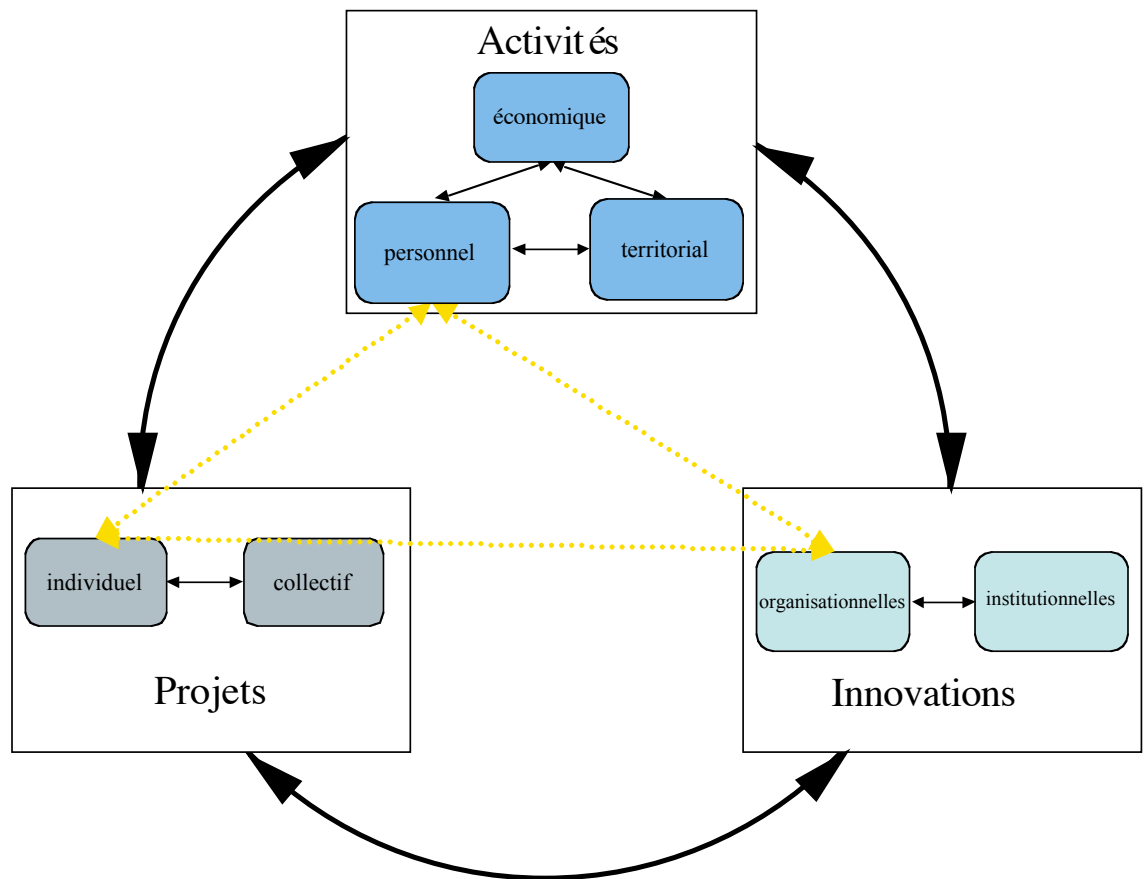 Activités
économique
personnel
territorial
individuel
collectif
organisationnelles
institutionnelles
Projets
Innovations